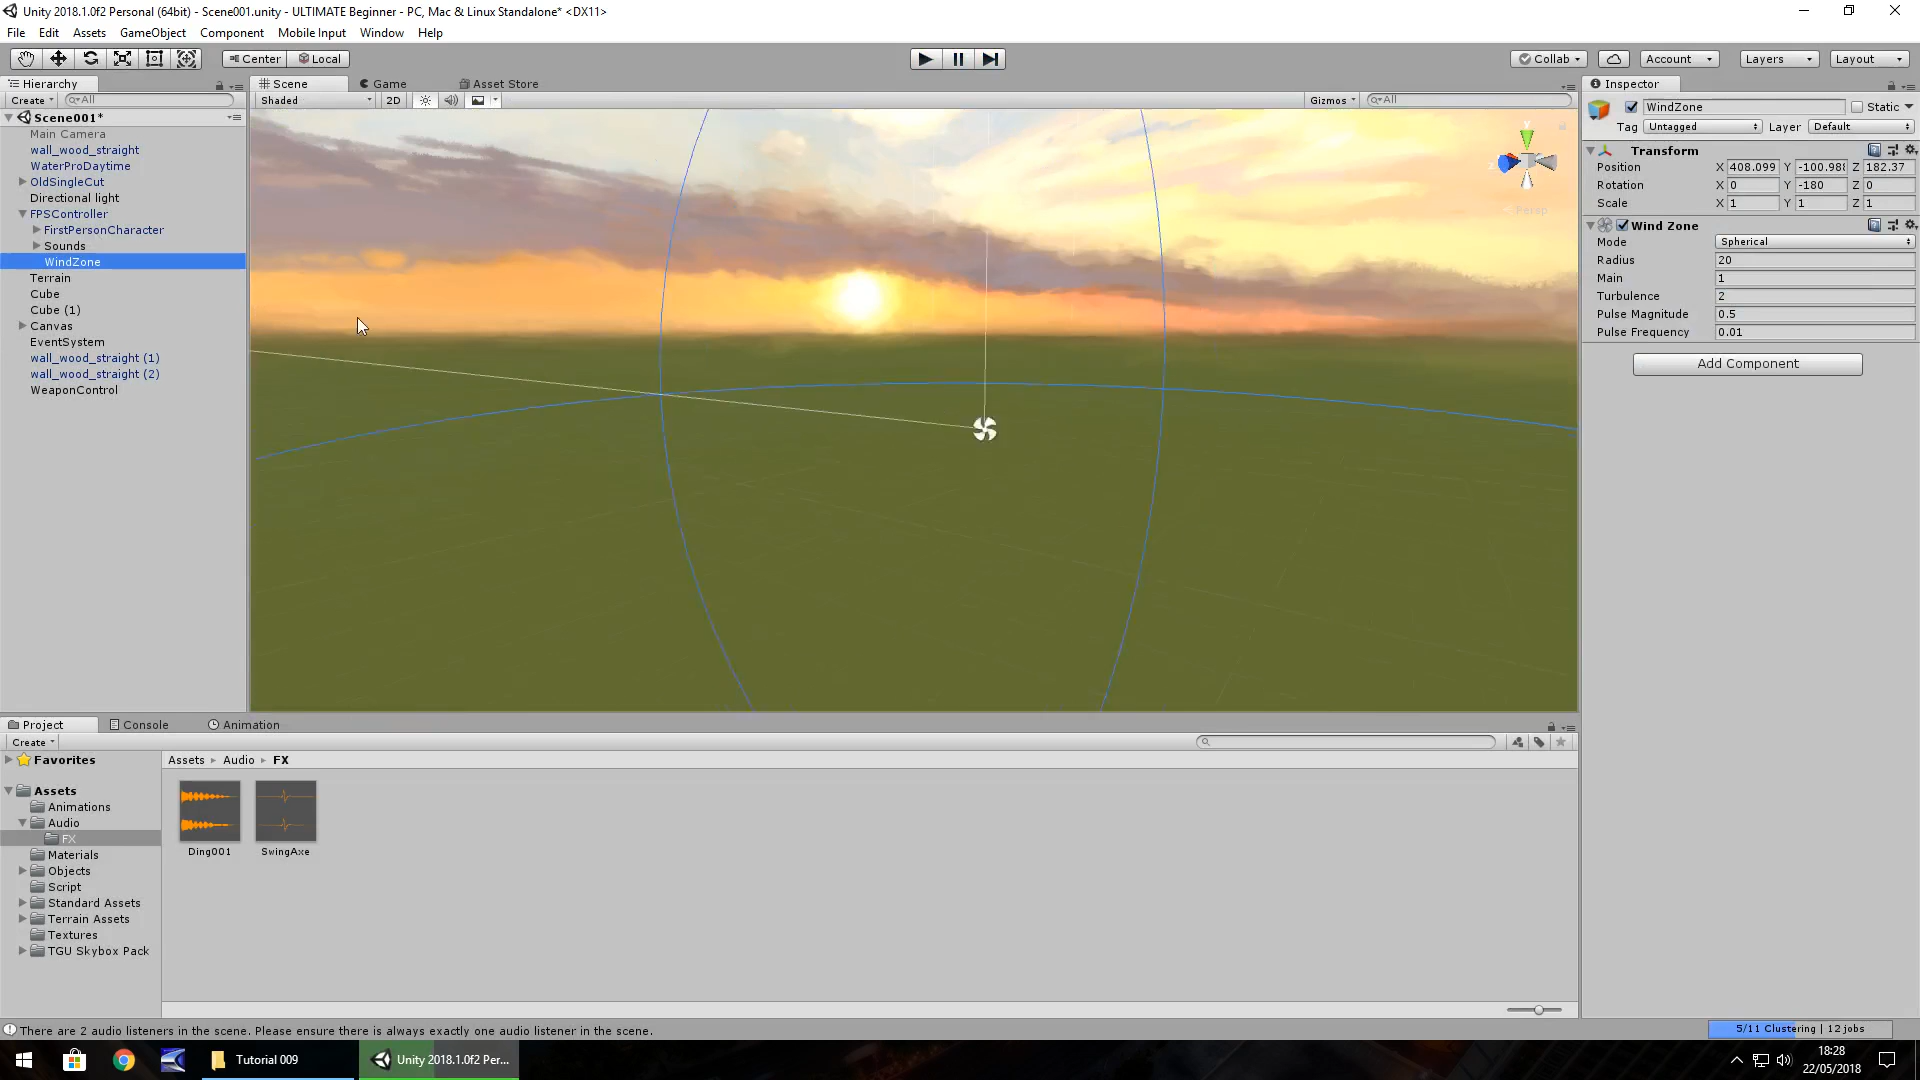 Unity 2018.1.0f2 Personal (64bit) - Scene001.unity - ULTIMATE Beginner - PC, Mac & Linux Standalone* <DX11>
File Edit Assets GameObject Component Mobile Input Window Help
Center Local Collab Account Layers Layout
Hierarchy Scene Game Asset Store Inspector
Create All Shaded 2D Gizmos All WindZone Static
Scene001*
Main Camera Tag Untagged Layer Default
wall_wood_straight Transform
WaterProDaytime Position X 408.099 Y -100.988 Z 182.37
OldSingleCut Rotation X 0 Y -180 Z 0
Directional light Scale X 1 Y 1 Z 1
FPSController Wind Zone
FirstPersonCharacter Mode Spherical
Sounds Radius 20
WindZone Main 1
Terrain Turbulence 2
Cube Pulse Magnitude 0.5
Cube (1) Pulse Frequency 0.01
Canvas
EventSystem
wall_wood_straight (1) Add Component
wall_wood_straight (2)
WeaponControl
Project Console Animation
Create
Favorites Assets Audio FX
Assets
Animations
Audio
FX
Ding001 SwingAxe
Materials
Objects
Script
Standard Assets
Terrain Assets
Textures
TGU Skybox Pack
There are 2 audio listeners in the scene. Please ensure there is always exactly one audio listener in the scene.
5/11 Clustering | 12 jobs
Tutorial 009 Unity 2018.1.0f2 Per...
18:28
22/05/2018